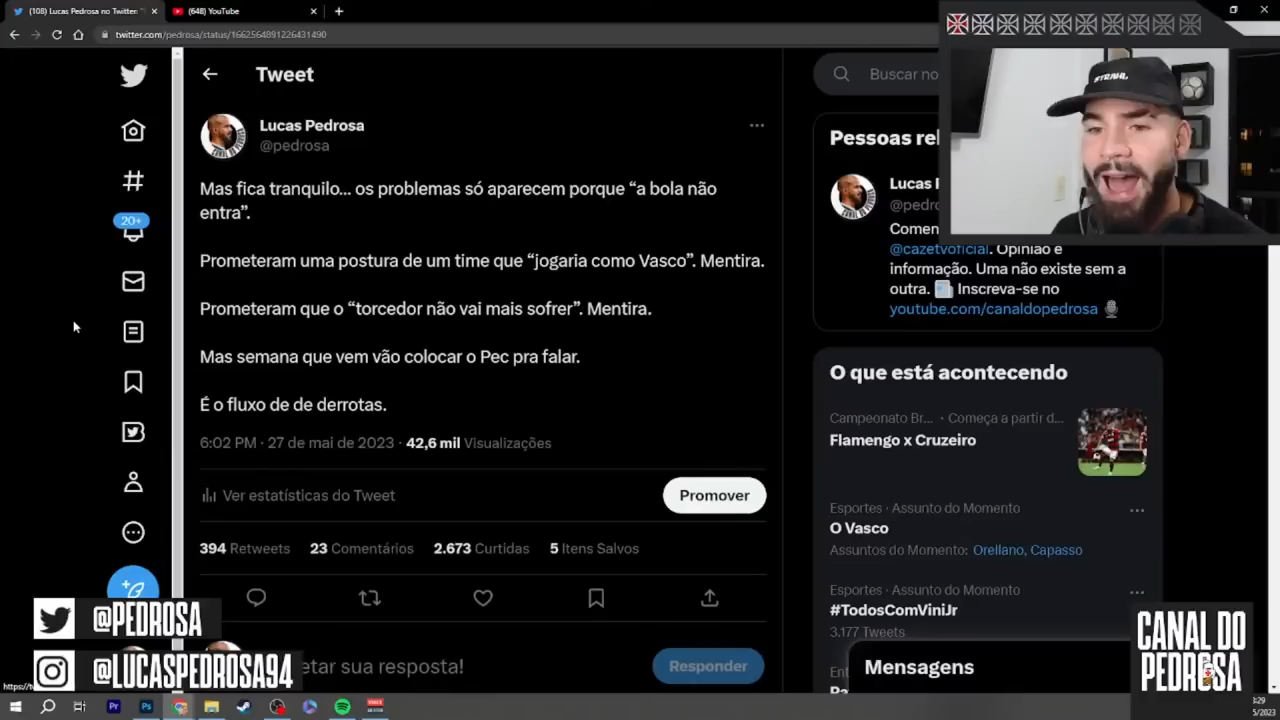 (108) Lucas Pedrosa no Twitter:
(648) YouTube
twitter.com/pedrosa/status/1662564891226431490
Tweet
Buscar no
Lucas Pedrosa
@pedrosa
Mas fica tranquilo... os problemas só aparecem porque “a bola não
entra”.
Prometeram uma postura de um time que “jogaria como Vasco”. Mentira.
Prometeram que o “torcedor não vai mais sofrer”. Mentira.
Mas semana que vem vão colocar o Pec pra falar.
É o fluxo de de derrotas.
6:02 PM · 27 de mai de 2023 · 42,6 mil Visualizações
Ver estatísticas do Tweet
Promover
394 Retweets 23 Comentários 2.673 Curtidas 5 Itens Salvos
etar sua resposta!
Responder
20+
Pessoas rel
Lucas
@pedro
Comen
@cazetvoficial. Opinião e
informação. Uma não existe sem a
outra. Inscreva-se no
youtube.com/canaldopedrosa
O que está acontecendo
Campeonato Br... · Começa a partir d...
Flamengo x Cruzeiro
Esportes · Assunto do Momento
O Vasco
Assuntos do Momento: Orellano, Capasso
Esportes · Assunto do Momento
#TodosComViniJr
3.177 Tweets
Mensagens
@PEDROSA
@LUCASPEDROSA94
CANAL DO
PEDROSA